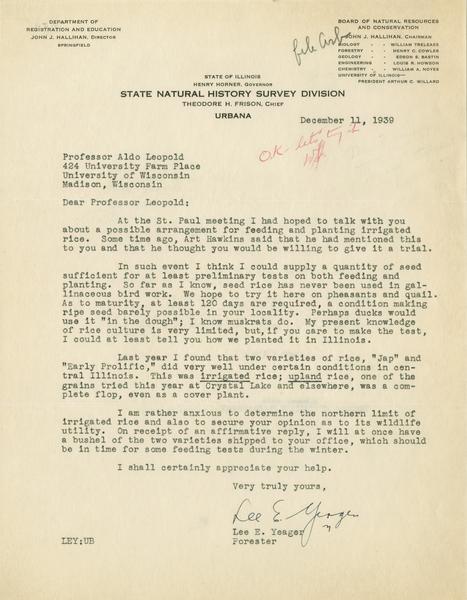 DEPARTMENT OF
REGISTRATION AND EDUCATION
JOHN J. HALLIHAN, DIRECTOR
SPRINGFIELD
file
BOARD OF NATURAL RESOURCES
AND CONSERVATION
JOHN J. HALLIHAN, CHAIRMAN
BIOLOGY - - WILLIAM TRELEASE
FORESTRY - - HENRY C. COWLES
GEOLOGY - - EDSON S. BASTIN
ENGINEERING - LOUIS R. HOWSON
CHEMISTRY - - WILLIAM A. NOYES
UNIVERSITY OF ILLINOIS—
PRESIDENT ARTHUR C. WILLARD
STATE OF ILLINOIS
HENRY HORNER, GOVERNOR
STATE NATURAL HISTORY SURVEY DIVISION
THEODORE H. FRISON, CHIEF
URBANA
December 11, 1939
OK - let's try it
Professor Aldo Leopold
424 University Farm Place
University of Wisconsin
Madison, Wisconsin
Dear Professor Leopold:
At the St. Paul meeting I had hoped to talk with you
about a possible arrangement for feeding and planting irrigated
rice. Some time ago, Art Hawkins said that he had mentioned this
to you and that he thought you would be willing to give it a trial.
In such event I think I could supply a quantity of seed
sufficient for at least preliminary tests on both feeding and
planting. So far as I know, seed rice has never been used in gal-
linaceous bird work. We hope to try it here on pheasants and quail.
As to maturity, at least 120 days are required, a condition making
ripe seed barely possible in your locality. Perhaps ducks would
use it "in the dough"; I know muskrats do. My present knowledge
of rice culture is very limited, but, if you care to make the test,
I could at least tell you how we planted it in Illinois.
Last year I found that two varieties of rice, "Jap" and
"Early Prolific," did very well under certain conditions in cen-
tral Illinois. This was irrigated rice; upland rice, one of the
grains tried this year at Crystal Lake and elsewhere, was a com-
plete flop, even as a cover plant.
I am rather anxious to determine the northern limit of
irrigated rice and also to secure your opinion as to its wildlife
utility. On receipt of an affirmative reply, I will at once have
a bushel of the two varieties shipped to your office, which should
be in time for some feeding tests during the winter.
I shall certainly appreciate your help.
Very truly yours,
Lee E. Yeager
Lee E. Yeager
Forester
LEY:UB